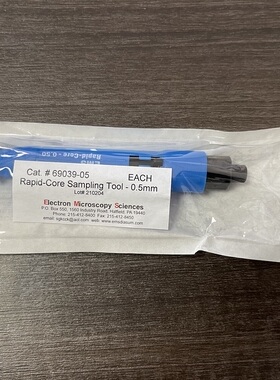 EMS
Rapid-Core - 0.50
Cat. # 69039-05 EACH
Rapid-Core Sampling Tool - 0.5mm
Lot# 210204
Electron Microscopy Sciences
P.O. Box 550, 1560 Industry Road, Hatfield, PA 19440
Phone: 215-412-8400 Fax: 215-412-8450
email: sgkcck@aol.com www.emsdiasum.com